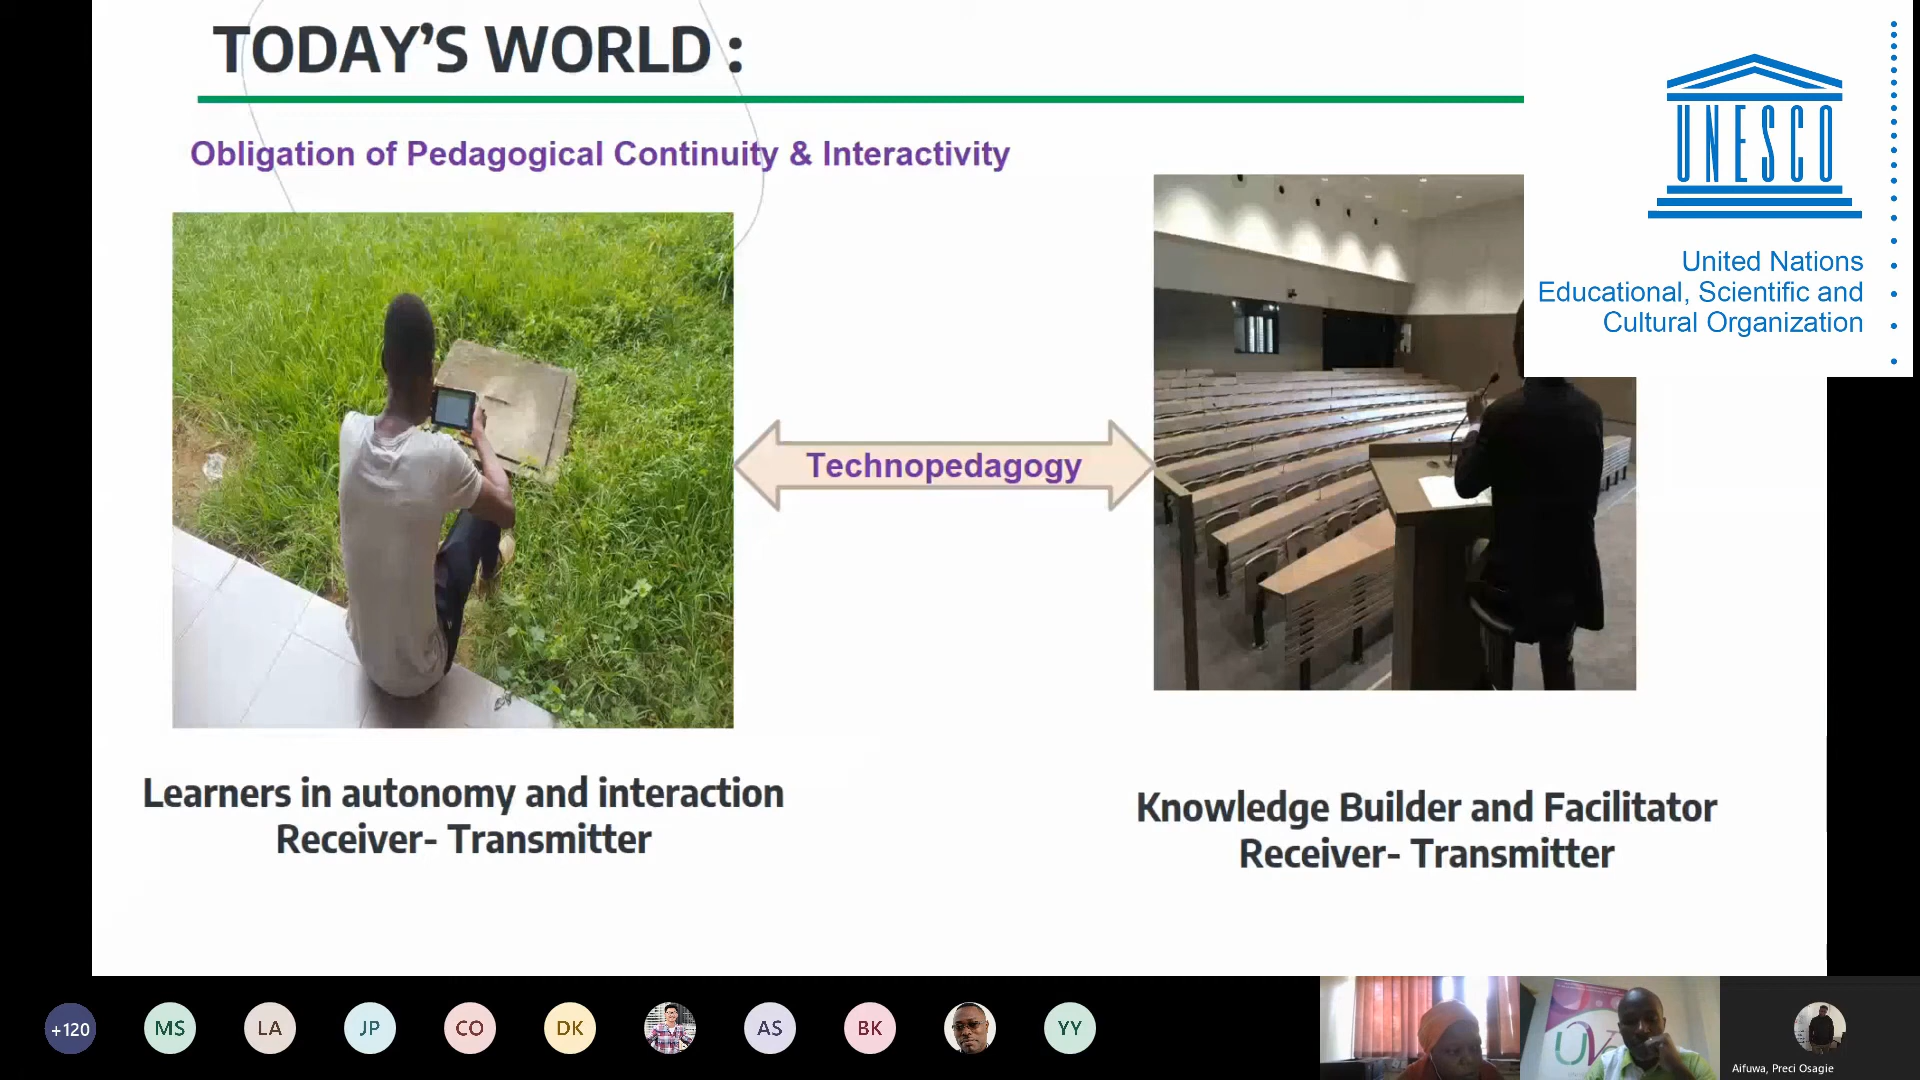 TODAY'S WORLD :
Obligation of Pedagogical Continuity & Interactivity
UNESCO
United Nations
Educational, Scientific and
Cultural Organization
Technopedagogy
Learners in autonomy and interaction
Receiver- Transmitter
Knowledge Builder and Facilitator
Receiver- Transmitter
+120
MS
LA
JP
CO
DK
AS
BK
YY
UV
Aifuwa, Preci Osagie